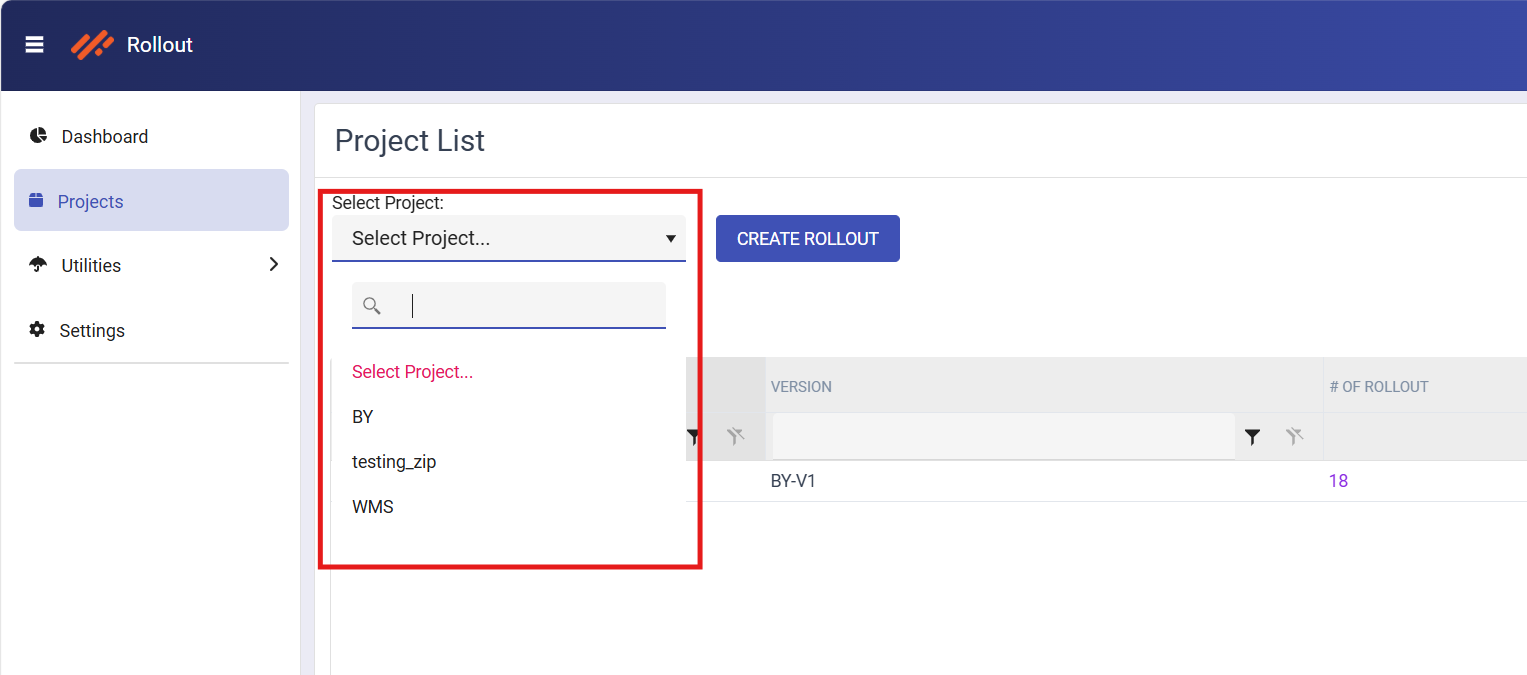 Rollout
Dashboard
Projects
Utilities
Settings
Project List
Select Project:
Select Project...
CREATE ROLLOUT
Select Project...
BY
testing_zip
WMS
VERSION
# OF ROLLOUT
BY-V1
18